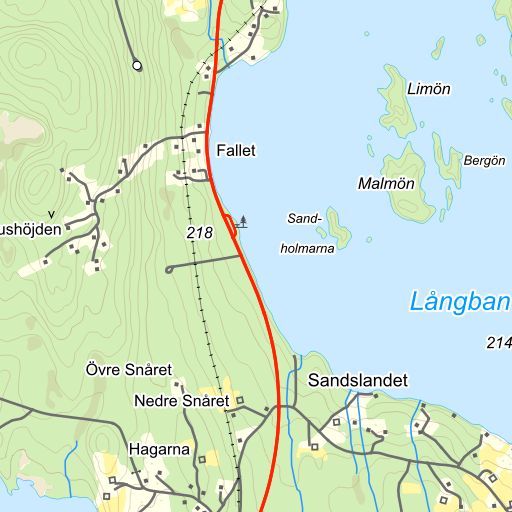 Limön
Fallet
Bergön
Malmön
Sand-
holmarna
218
ushöjden
Långban
214
Övre Snåret
Sandslandet
Nedre Snåret
Hagarna